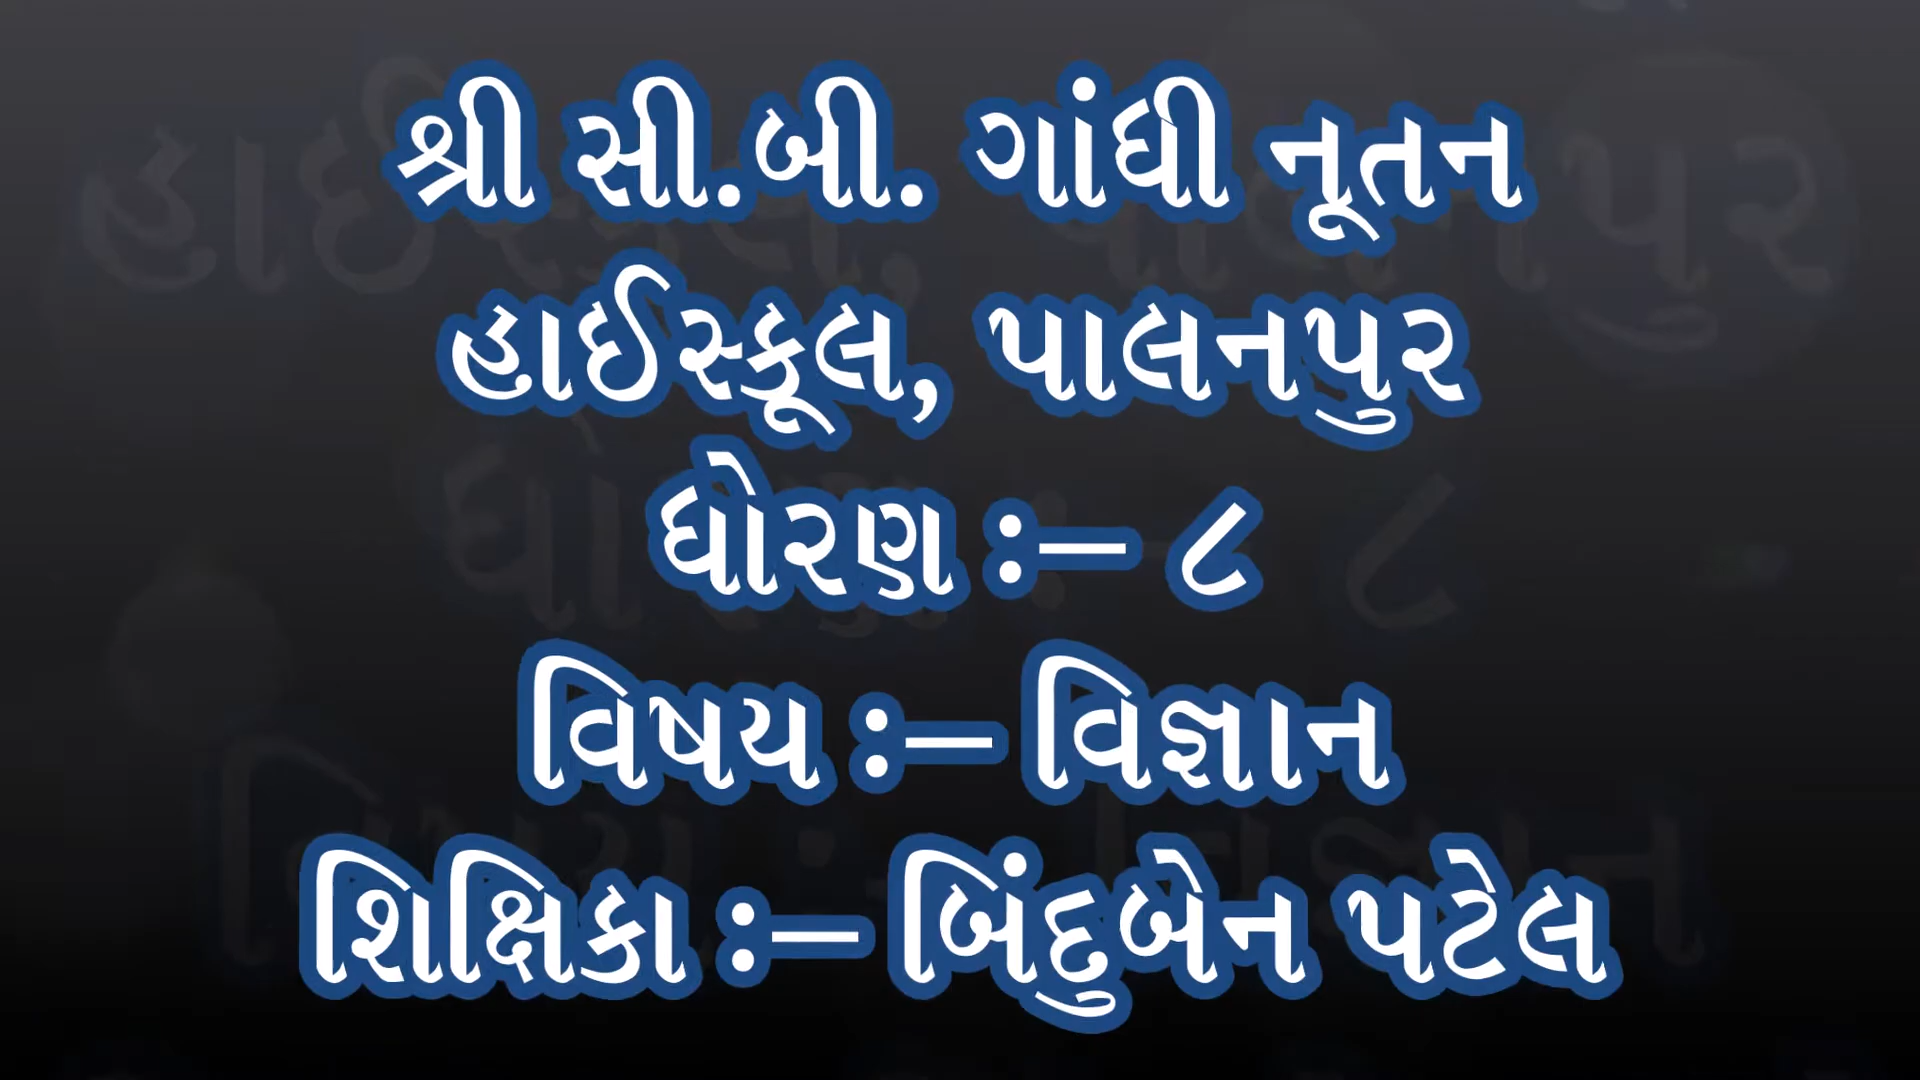 શ્રી સી.બી. ગાંધી નૂતન
હાઈસ્કૂલ, પાલનપુર
ધોરણ :– ૮
વિષય :– વિજ્ઞાન
શિક્ષિકા :– બિંદુબેન પટેલ